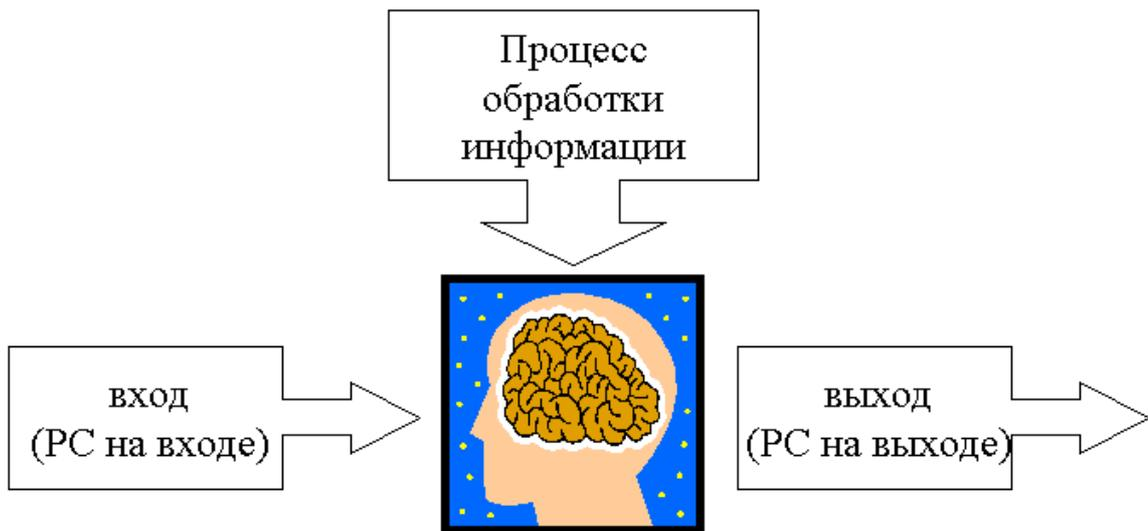 Процесс
обработки
информации
вход
(РС на входе)
выход
(РС на выходе)